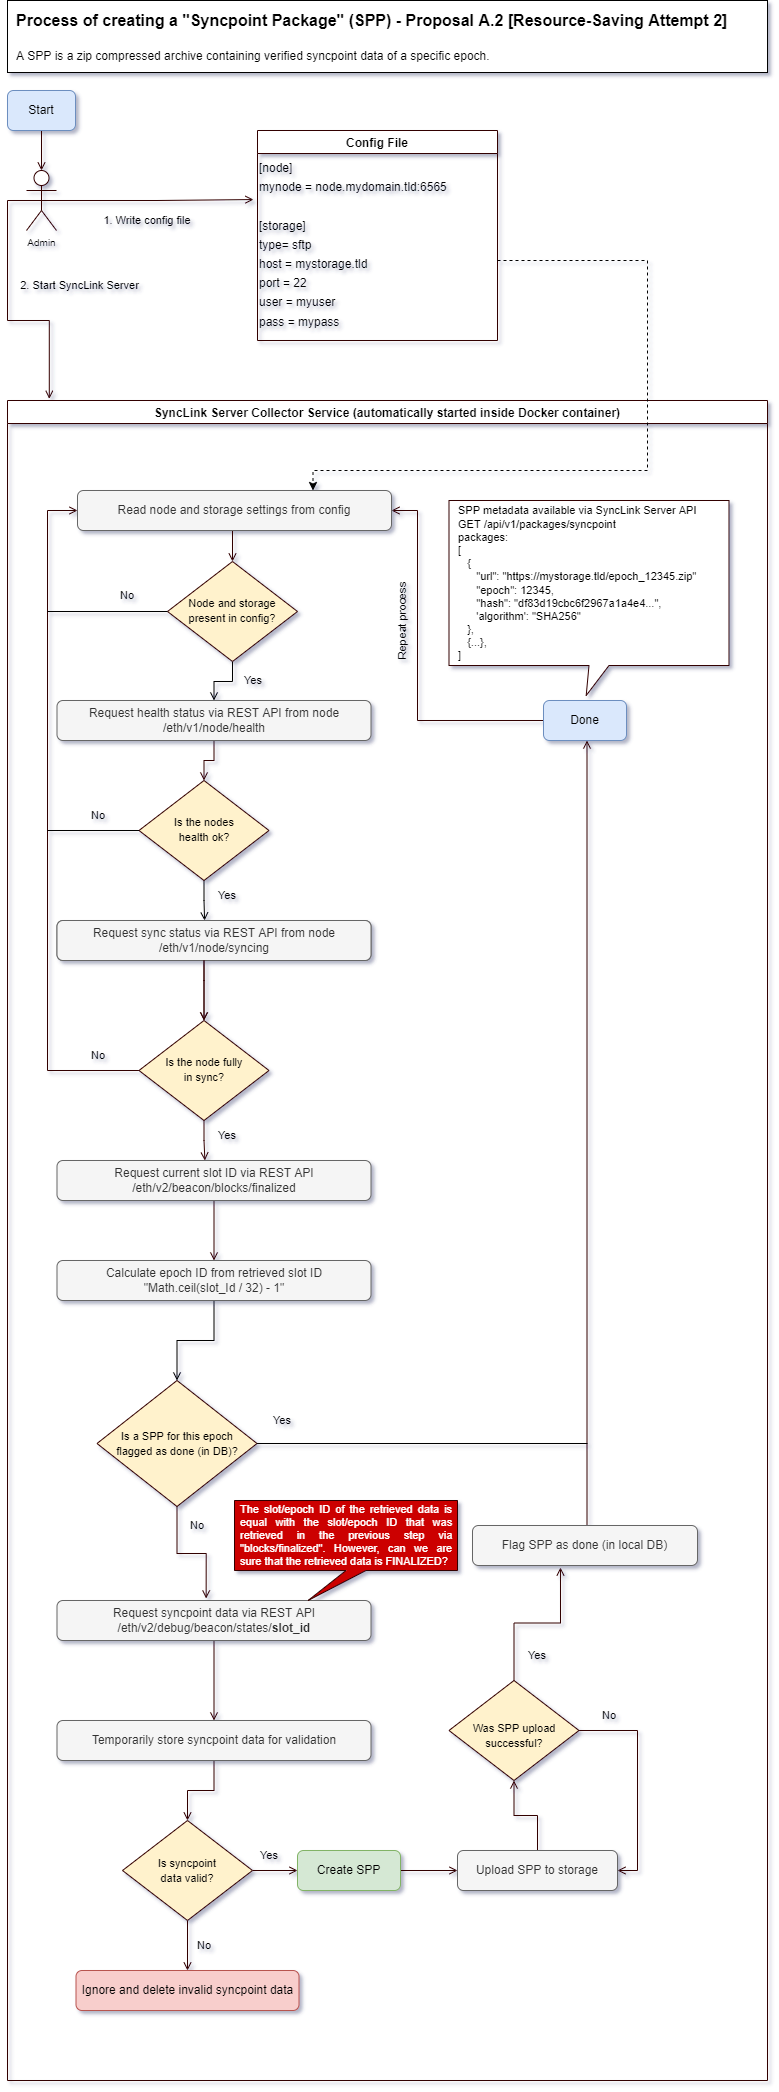 Process of creating a "Syncpoint Package" (SPP) - Proposal A.2 [Resource-Saving Attempt 2]
A SPP is a zip compressed archive containing verified syncpoint data of a specific epoch.
Start
Admin
1. Write config file
2. Start SyncLink Server
Config File
[node]
mynode = node.mydomain.tld:6565
[storage]
type= sftp
host = mystorage.tld
port = 22
user = myuser
pass = mypass
SyncLink Server Collector Service (automatically started inside Docker container)
Read node and storage settings from config
SPP metadata available via SyncLink Server API
GET /api/v1/packages/syncpoint
packages:
[
{
"url": "https://mystorage.tld/epoch_12345.zip"
"epoch": 12345,
"hash": "df83d19cbc6f2967a1a4e4...",
'algorithm': "SHA256"
},
{...},
]
Repeat process
No
Node and storage
present in config?
Yes
Request health status via REST API from node
/eth/v1/node/health
Done
No
Is the nodes
health ok?
Yes
Request sync status via REST API from node
/eth/v1/node/syncing
No
Is the node fully
in sync?
Yes
Request current slot ID via REST API
/eth/v2/beacon/blocks/finalized
Calculate epoch ID from retrieved slot ID
"Math.ceil(slot_Id / 32) - 1"
Is a SPP for this epoch
flagged as done (in DB)?
Yes
No
The slot/epoch ID of the retrieved data is
equal with the slot/epoch ID that was
retrieved in the previous step via
"blocks/finalized". However, can we are
sure that the retrieved data is FINALIZED?
Flag SPP as done (in local DB)
Request syncpoint data via REST API
/eth/v2/debug/beacon/states/slot_id
Yes
No
Was SPP upload
successful?
Temporarily store syncpoint data for validation
Is syncpoint
data valid?
Yes
Create SPP
Upload SPP to storage
No
Ignore and delete invalid syncpoint data